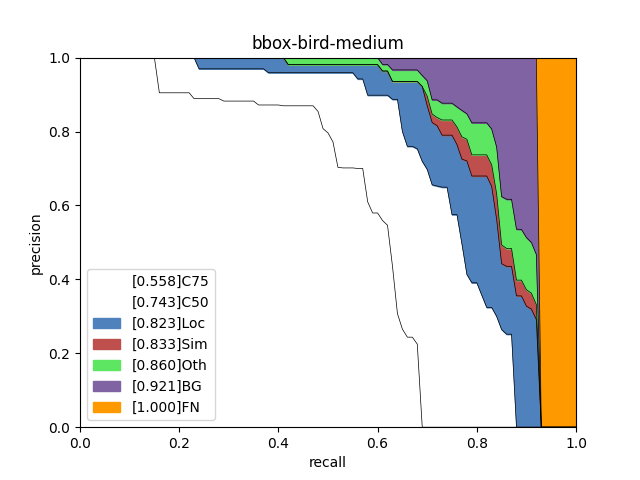 bbox-bird-medium
1.0
0.8
0.6
0.4
0.2
0.0
precision
[0.558]C75
[0.743]C50
[0.823]Loc
[0.833]Sim
[0.860]Oth
[0.921]BG
[1.000]FN
0.0 0.2 0.4 0.6 0.8 1.0
recall